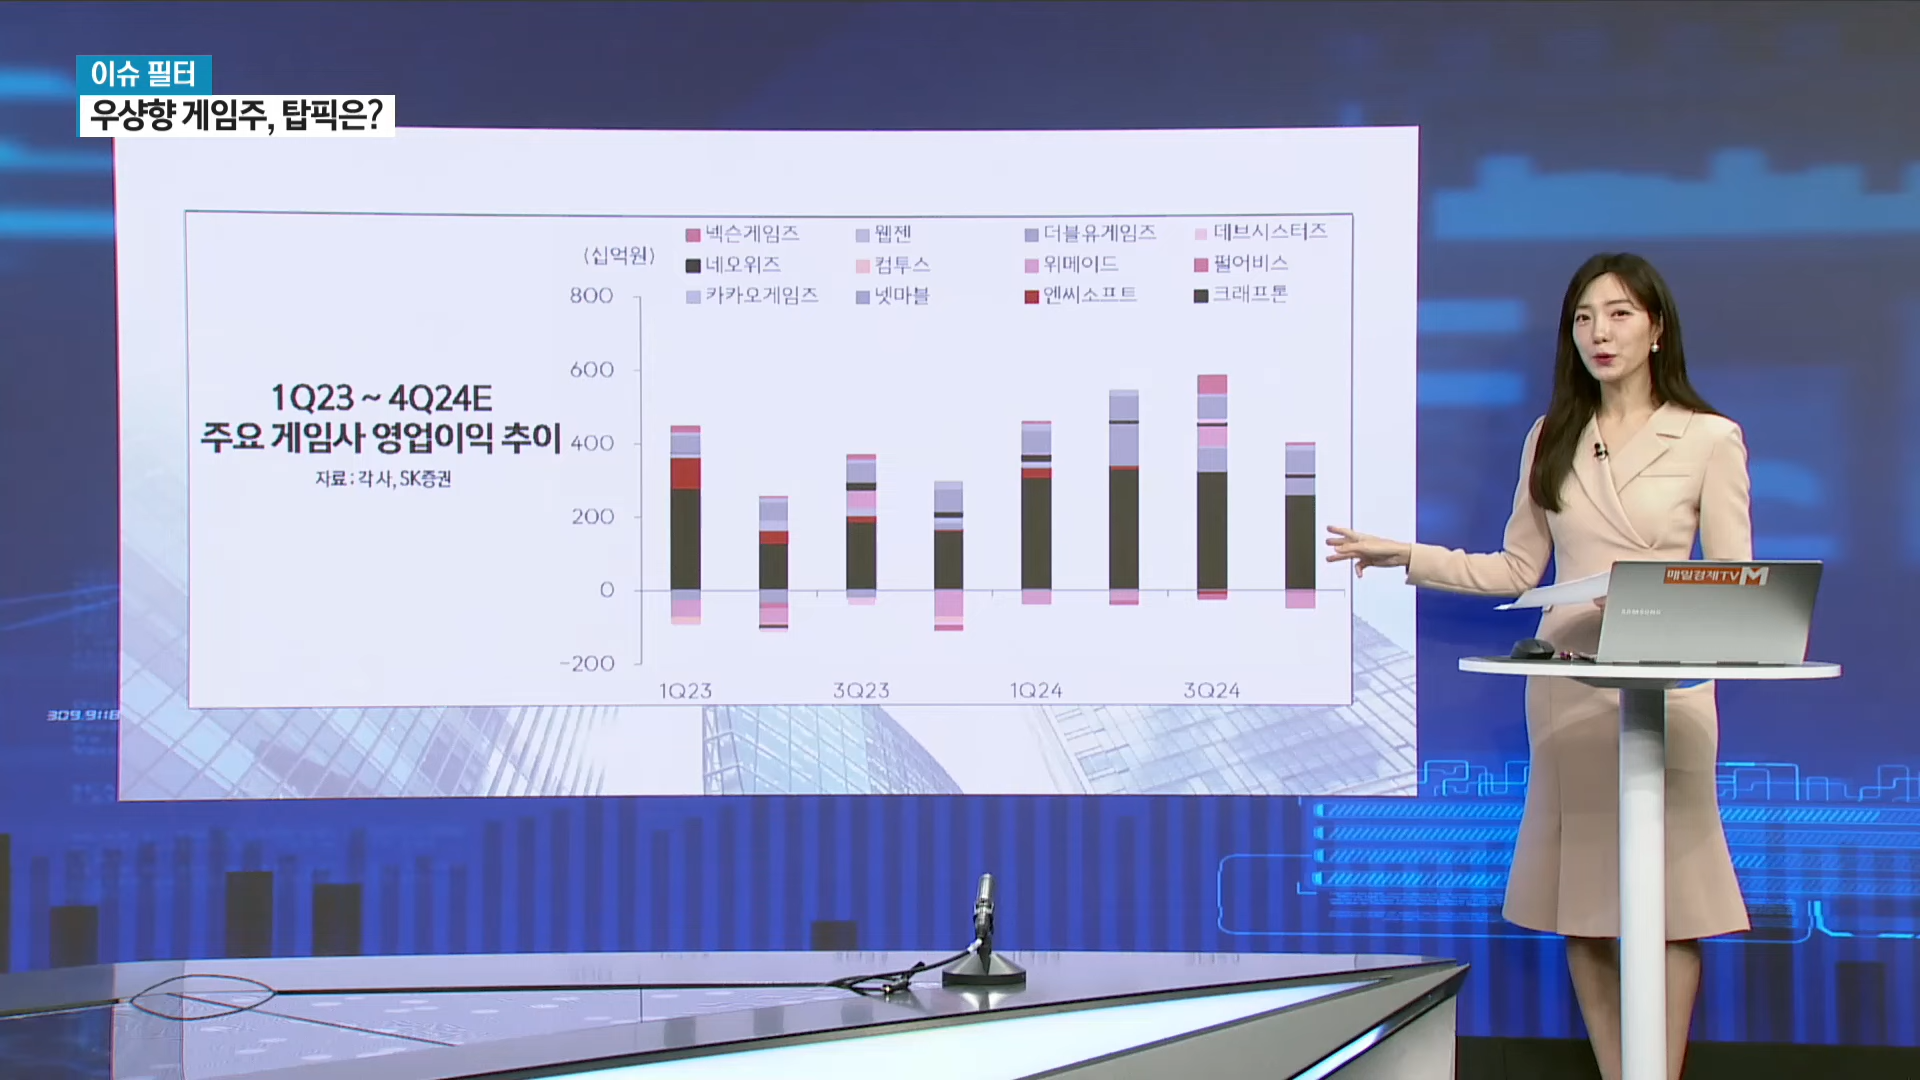 이슈 필터
우샹향 게임주, 탑픽은?
(십억원)
넥슨게임즈 웹젠 더블유게임즈 데브시스터즈
네오위즈 컴투스 위메이드 펄어비스
카카오게임즈 넷마블 엔씨소프트 크래프톤
800
600
1Q23 ~ 4Q24E
주요 게임사 영업이익 추이
자료 : 각 사, SK증권
400
200
0
-200
1Q23 3Q23 1Q24 3Q24
매일경제TV M
SAMSUNG